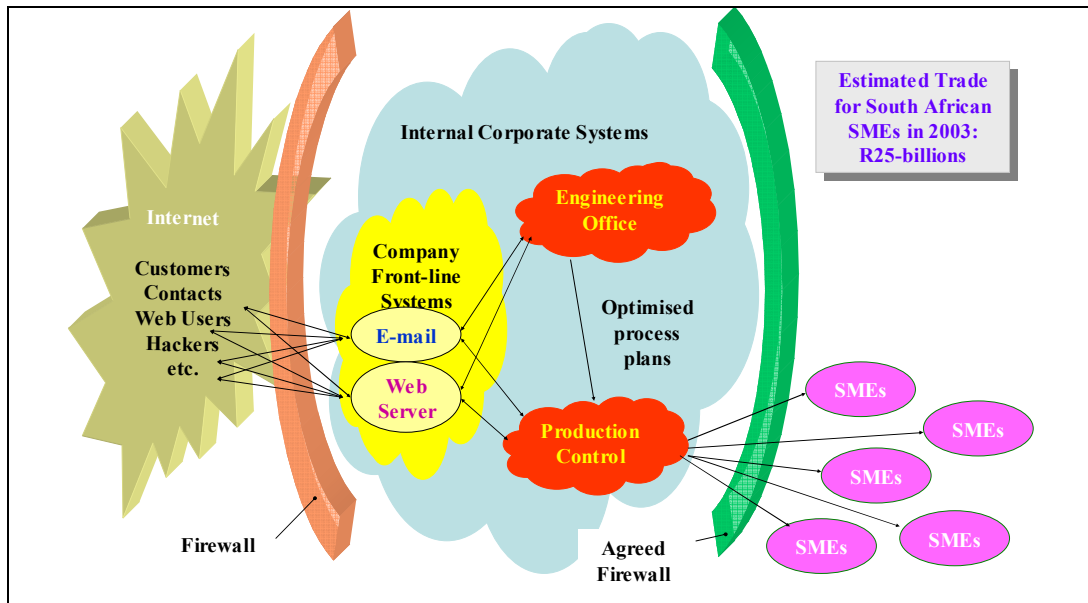 Estimated Trade
for South African
SMEs in 2003:
R25-billions
Internal Corporate Systems
Engineering
Office
Internet
Customers
Contacts
Web Users
Hackers
etc.
Company
Front-line
Systems
E-mail
Web
Server
Optimised
process
plans
Production
Control
SMEs
SMEs
SMEs
SMEs
SMEs
Firewall
Agreed
Firewall